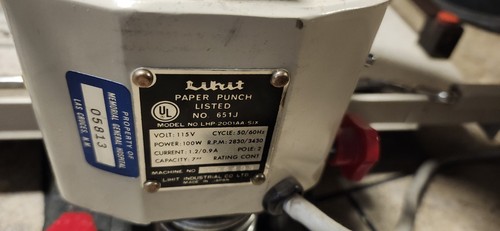 PROPERTY OF
MEMORIAL GENERAL HOSPITAL
05813
LAS CRUCES, N.M.
Lihit
UL
PAPER PUNCH
LISTED
NO. 651J
MODEL NO. LHP 2001AA S/#
VOLT: 115V CYCLE: 50/60Hz
POWER: 100W R.P.M: 2850/3450
CURRENT: 1.2/0.9A POLE: 2
CAPACITY: RATING CONT
MACHINE NO
LIHIT INDUSTRIAL CO. LTD.
MADE IN JAPAN